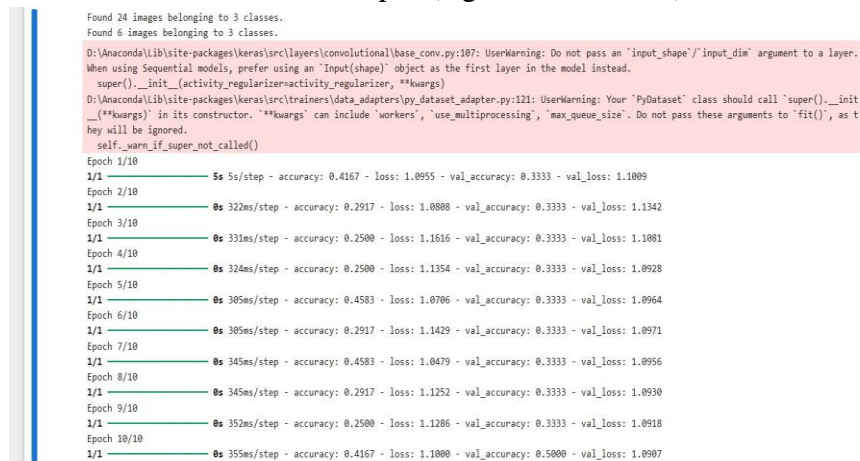 Found 24 images belonging to 3 classes.
Found 6 images belonging to 3 classes.
D:\Anaconda\Lib\site-packages\keras\src\layers\convolutional\base_conv.py:107: UserWarning: Do not pass an `input_shape`/`input_dim` argument to a layer.
When using Sequential models, prefer using an `Input(shape)` object as the first layer in the model instead.
super().__init__(activity_regularizer=activity_regularizer, **kwargs)
D:\Anaconda\Lib\site-packages\keras\src\trainers\data_adapters\py_dataset_adapter.py:121: UserWarning: Your `PyDataset` class should call `super().__init
__(**kwargs)` in its constructor. `**kwargs` can include `workers`, `use_multiprocessing`, `max_queue_size`. Do not pass these arguments to `fit()`, as t
hey will be ignored.
self._warn_if_super_not_called()
Epoch 1/10
1/1 5s 5s/step - accuracy: 0.4167 - loss: 1.0955 - val_accuracy: 0.3333 - val_loss: 1.1009
Epoch 2/10
1/1 0s 322ms/step - accuracy: 0.2917 - loss: 1.0808 - val_accuracy: 0.3333 - val_loss: 1.1342
Epoch 3/10
1/1 0s 331ms/step - accuracy: 0.2500 - loss: 1.1616 - val_accuracy: 0.3333 - val_loss: 1.1081
Epoch 4/10
1/1 0s 324ms/step - accuracy: 0.2500 - loss: 1.1354 - val_accuracy: 0.3333 - val_loss: 1.0928
Epoch 5/10
1/1 0s 305ms/step - accuracy: 0.4583 - loss: 1.0706 - val_accuracy: 0.3333 - val_loss: 1.0964
Epoch 6/10
1/1 0s 305ms/step - accuracy: 0.2917 - loss: 1.1429 - val_accuracy: 0.3333 - val_loss: 1.0971
Epoch 7/10
1/1 0s 345ms/step - accuracy: 0.4583 - loss: 1.0479 - val_accuracy: 0.3333 - val_loss: 1.0956
Epoch 8/10
1/1 0s 345ms/step - accuracy: 0.2917 - loss: 1.1252 - val_accuracy: 0.3333 - val_loss: 1.0930
Epoch 9/10
1/1 0s 352ms/step - accuracy: 0.2500 - loss: 1.1286 - val_accuracy: 0.3333 - val_loss: 1.0918
Epoch 10/10
1/1 0s 355ms/step - accuracy: 0.4167 - loss: 1.1000 - val_accuracy: 0.5000 - val_loss: 1.0907